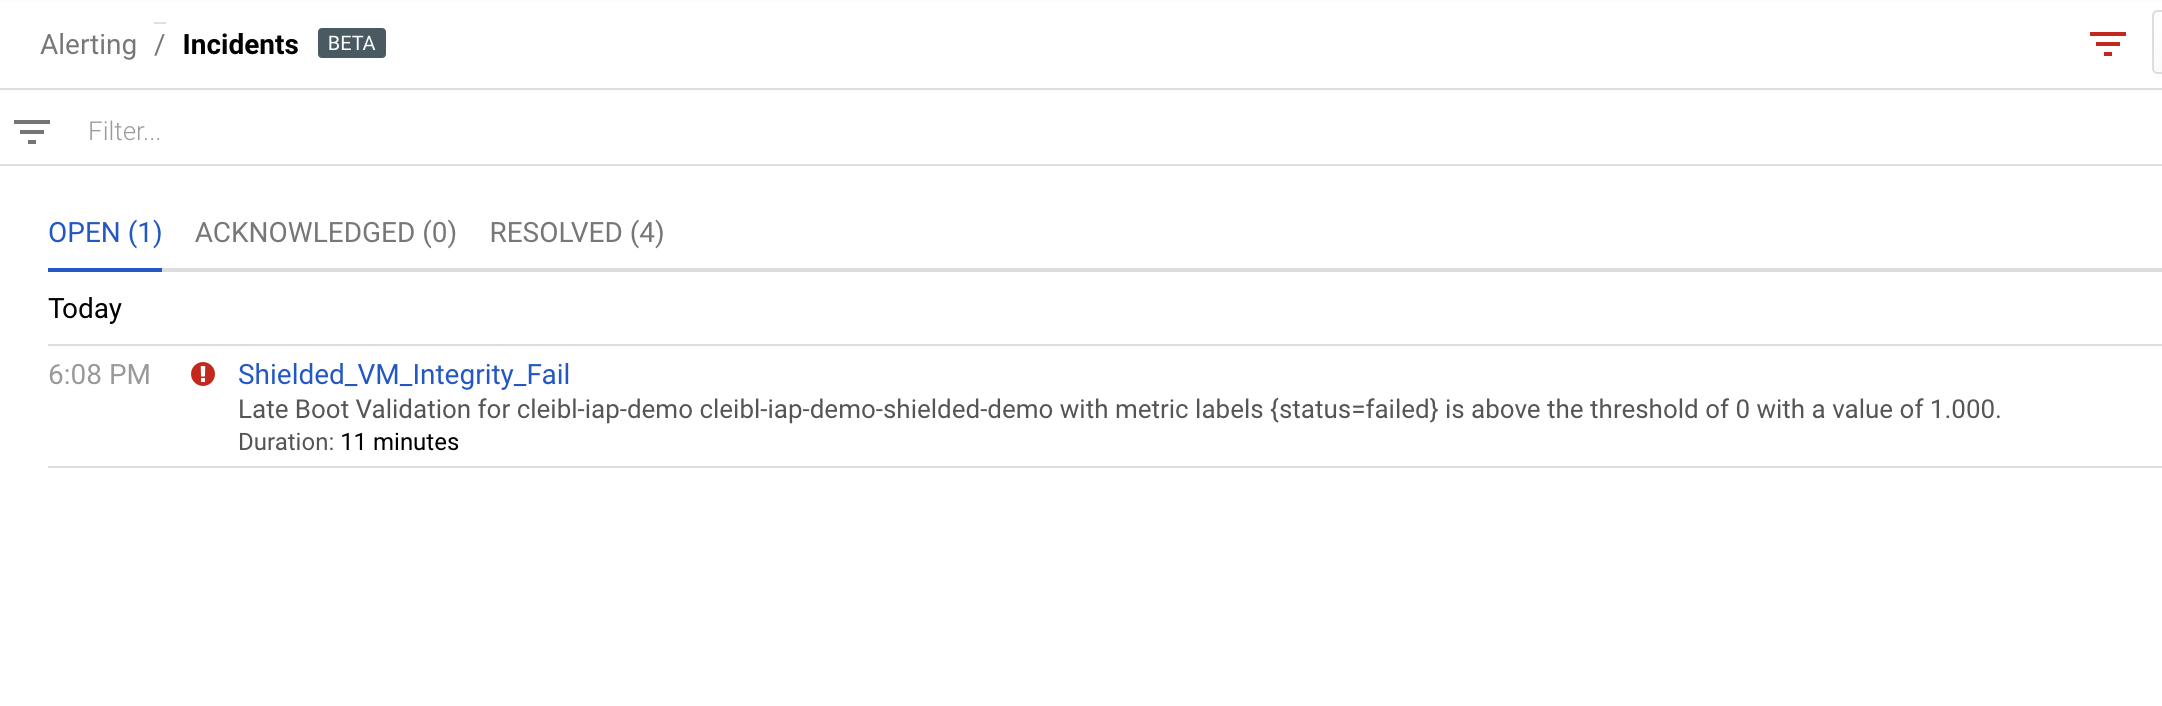 Alerting / Incidents BETA
Filter...
OPEN (1) ACKNOWLEDGED (0) RESOLVED (4)
Today
6:08 PM Shielded_VM_Integrity_Fail
Late Boot Validation for cleibl-iap-demo cleibl-iap-demo-shielded-demo with metric labels {status=failed} is above the threshold of 0 with a value of 1.000.
Duration: 11 minutes